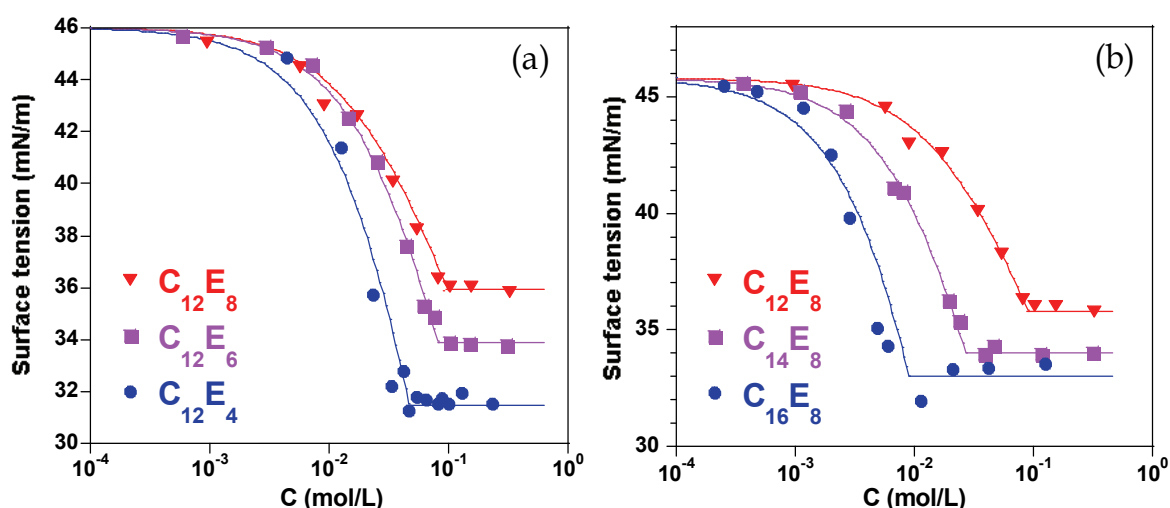 (a)
Surface tension (mN/m)
46
44
42
40
38
36
34
32
30
C₁₂E₈
C₁₂E₆
C₁₂E₄
10⁻⁴ 10⁻³ 10⁻² 10⁻¹ 10⁰
C (mol/L)
(b)
Surface tension (mN/m)
45
40
35
30
C₁₂E₈
C₁₄E₈
C₁₆E₈
10⁻⁴ 10⁻³ 10⁻² 10⁻¹ 10⁰
C (mol/L)